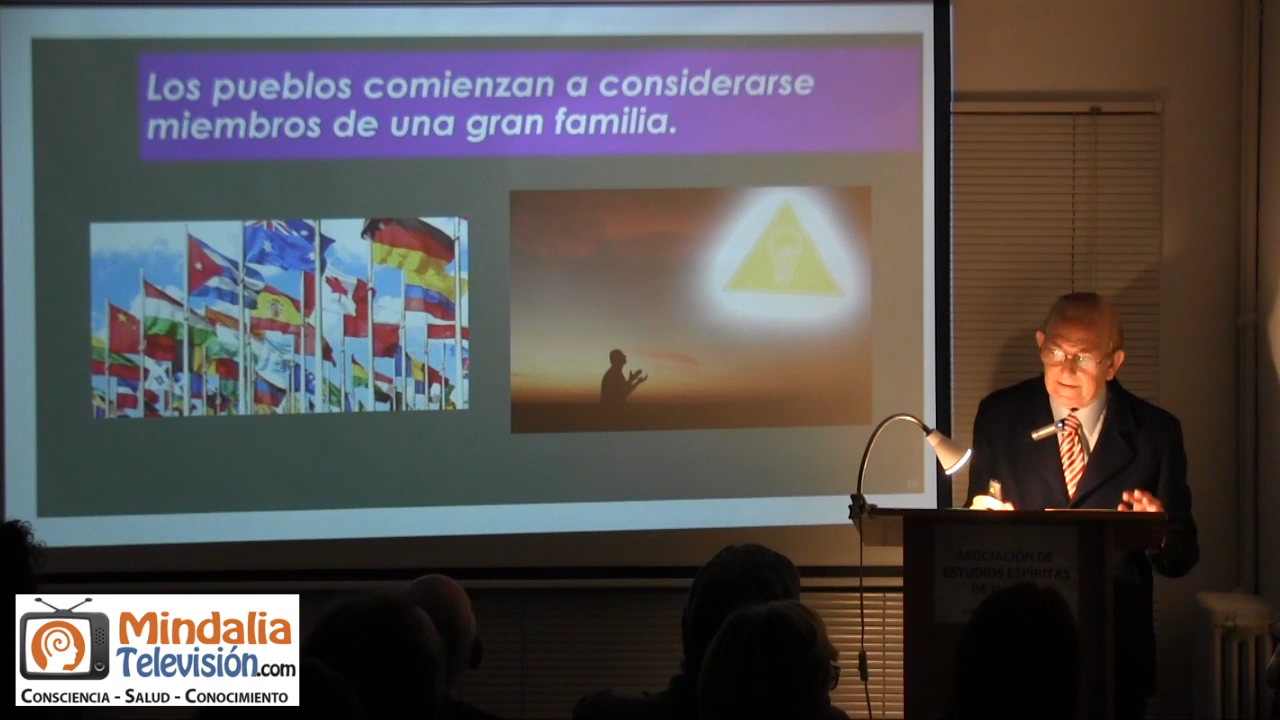 Los pueblos comienzan a considerarse
miembros de una gran familia.
ASOCIACIÓN DE
ESTUDIOS ESPÍRITAS
DE
Mindalia
Televisión.com
CONSCIENCIA - SALUD - CONOCIMIENTO